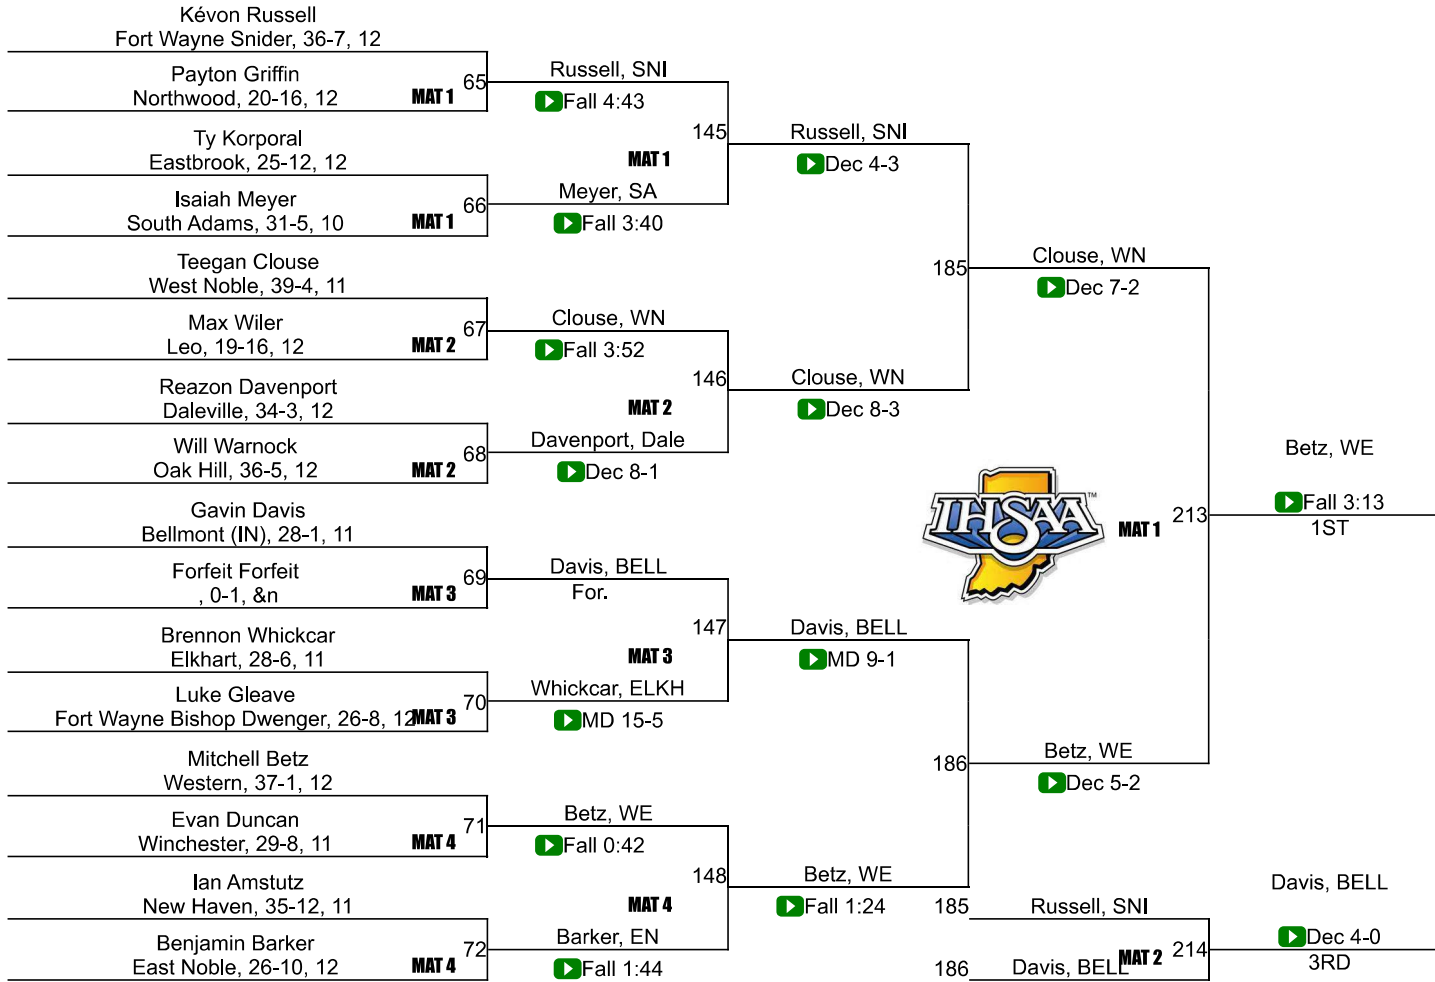 Kévon Russell
Fort Wayne Snider, 36-7, 12
Payton Griffin
Northwood, 20-16, 12
MAT 1
65
Ty Korporal
Eastbrook, 25-12, 12
Isaiah Meyer
South Adams, 31-5, 10
MAT 1
66
Teegan Clouse
West Noble, 39-4, 11
Max Wiler
Leo, 19-16, 12
MAT 2
67
Reazon Davenport
Daleville, 34-3, 12
Will Warnock
Oak Hill, 36-5, 12
MAT 2
68
Gavin Davis
Bellmont (IN), 28-1, 11
Forfeit Forfeit
, 0-1, &n
MAT 3
69
Brennon Whickcar
Elkhart, 28-6, 11
Luke Gleave
Fort Wayne Bishop Dwenger, 26-8, 12
MAT 3
70
Mitchell Betz
Western, 37-1, 12
Evan Duncan
Winchester, 29-8, 11
MAT 4
71
Ian Amstutz
New Haven, 35-12, 11
Benjamin Barker
East Noble, 26-10, 12
MAT 4
72
Russell, SNI
Fall 4:43
145
MAT 1
Meyer, SA
Fall 3:40
Clouse, WN
Fall 3:52
146
MAT 2
Davenport, Dale
Dec 8-1
Davis, BELL
For.
147
MAT 3
Whickcar, ELKH
MD 15-5
Betz, WE
Fall 0:42
148
MAT 4
Barker, EN
Fall 1:44
Russell, SNI
Dec 4-3
185
Clouse, WN
Dec 8-3
Davis, BELL
MD 9-1
186
Betz, WE
Fall 1:24
Clouse, WN
Dec 7-2
IHSAA™
MAT 1
213
Betz, WE
Dec 5-2
Betz, WE
Fall 3:13
1ST
185
Russell, SNI
186
Davis, BELL
MAT 2
214
Davis, BELL
Dec 4-0
3RD